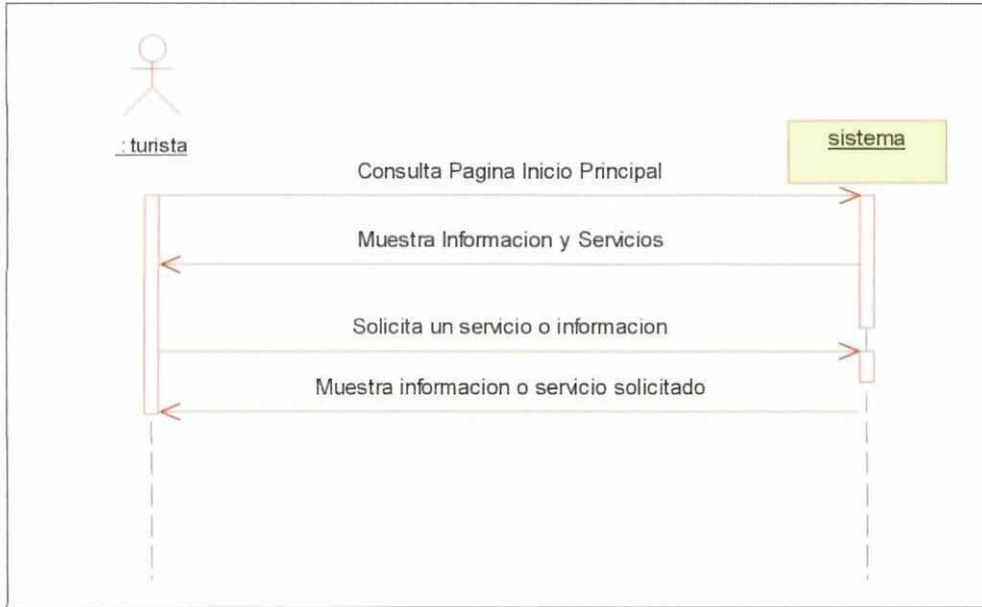 : turista
sistema
Consulta Pagina Inicio Principal
Muestra Informacion y Servicios
Solicita un servicio o informacion
Muestra informacion o servicio solicitado